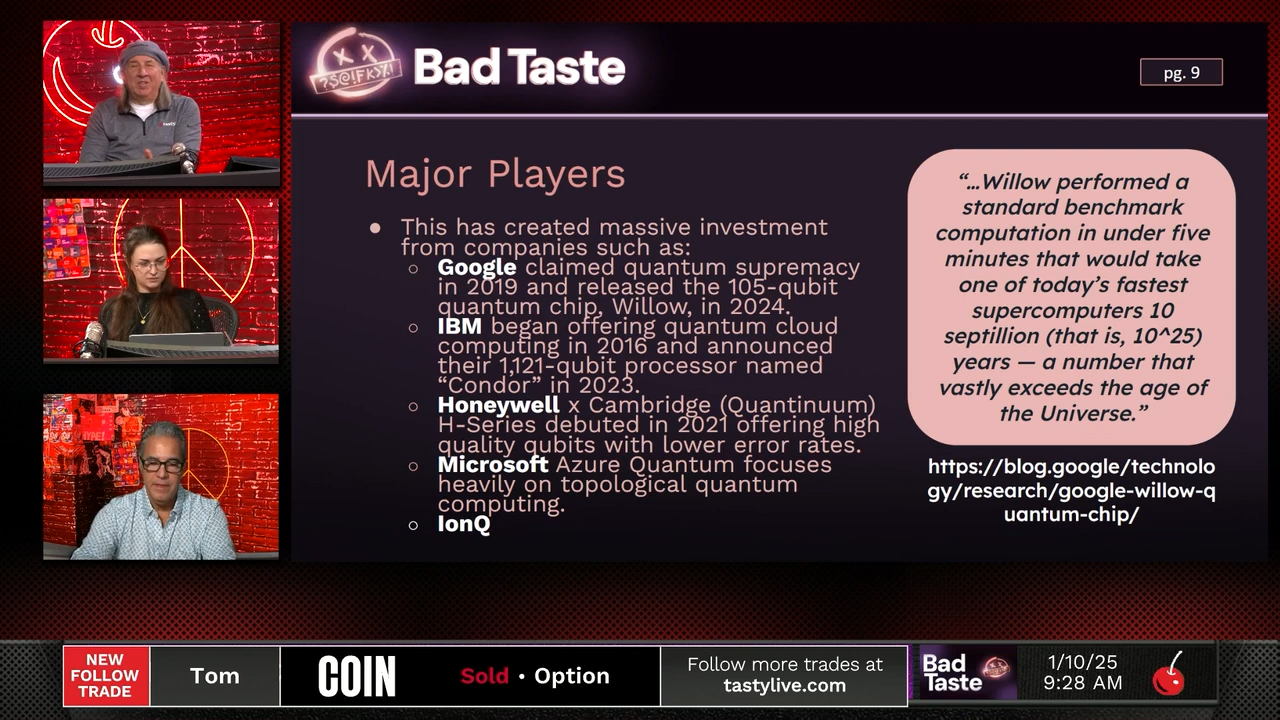 ?$@!FK%!
Bad Taste
pg. 9
Major Players
This has created massive investment
from companies such as:
Google claimed quantum supremacy
in 2019 and released the 105-qubit
quantum chip, Willow, in 2024.
IBM began offering quantum cloud
computing in 2016 and announced
their 1,121-qubit processor named
“Condor” in 2023.
Honeywell x Cambridge (Quantinuum)
H-Series debuted in 2021 offering high
quality qubits with lower error rates.
Microsoft Azure Quantum focuses
heavily on topological quantum
computing.
IonQ
“…Willow performed a
standard benchmark
computation in under five
minutes that would take
one of today’s fastest
supercomputers 10
septillion (that is, 10^25)
years — a number that
vastly exceeds the age of
the Universe.”
https://blog.google/technolo
gy/research/google-willow-q
uantum-chip/
NEW
FOLLOW
TRADE
Tom
COIN
Sold • Option
Follow more trades at
tastylive.com
Bad
Taste
1/10/25
9:28 AM